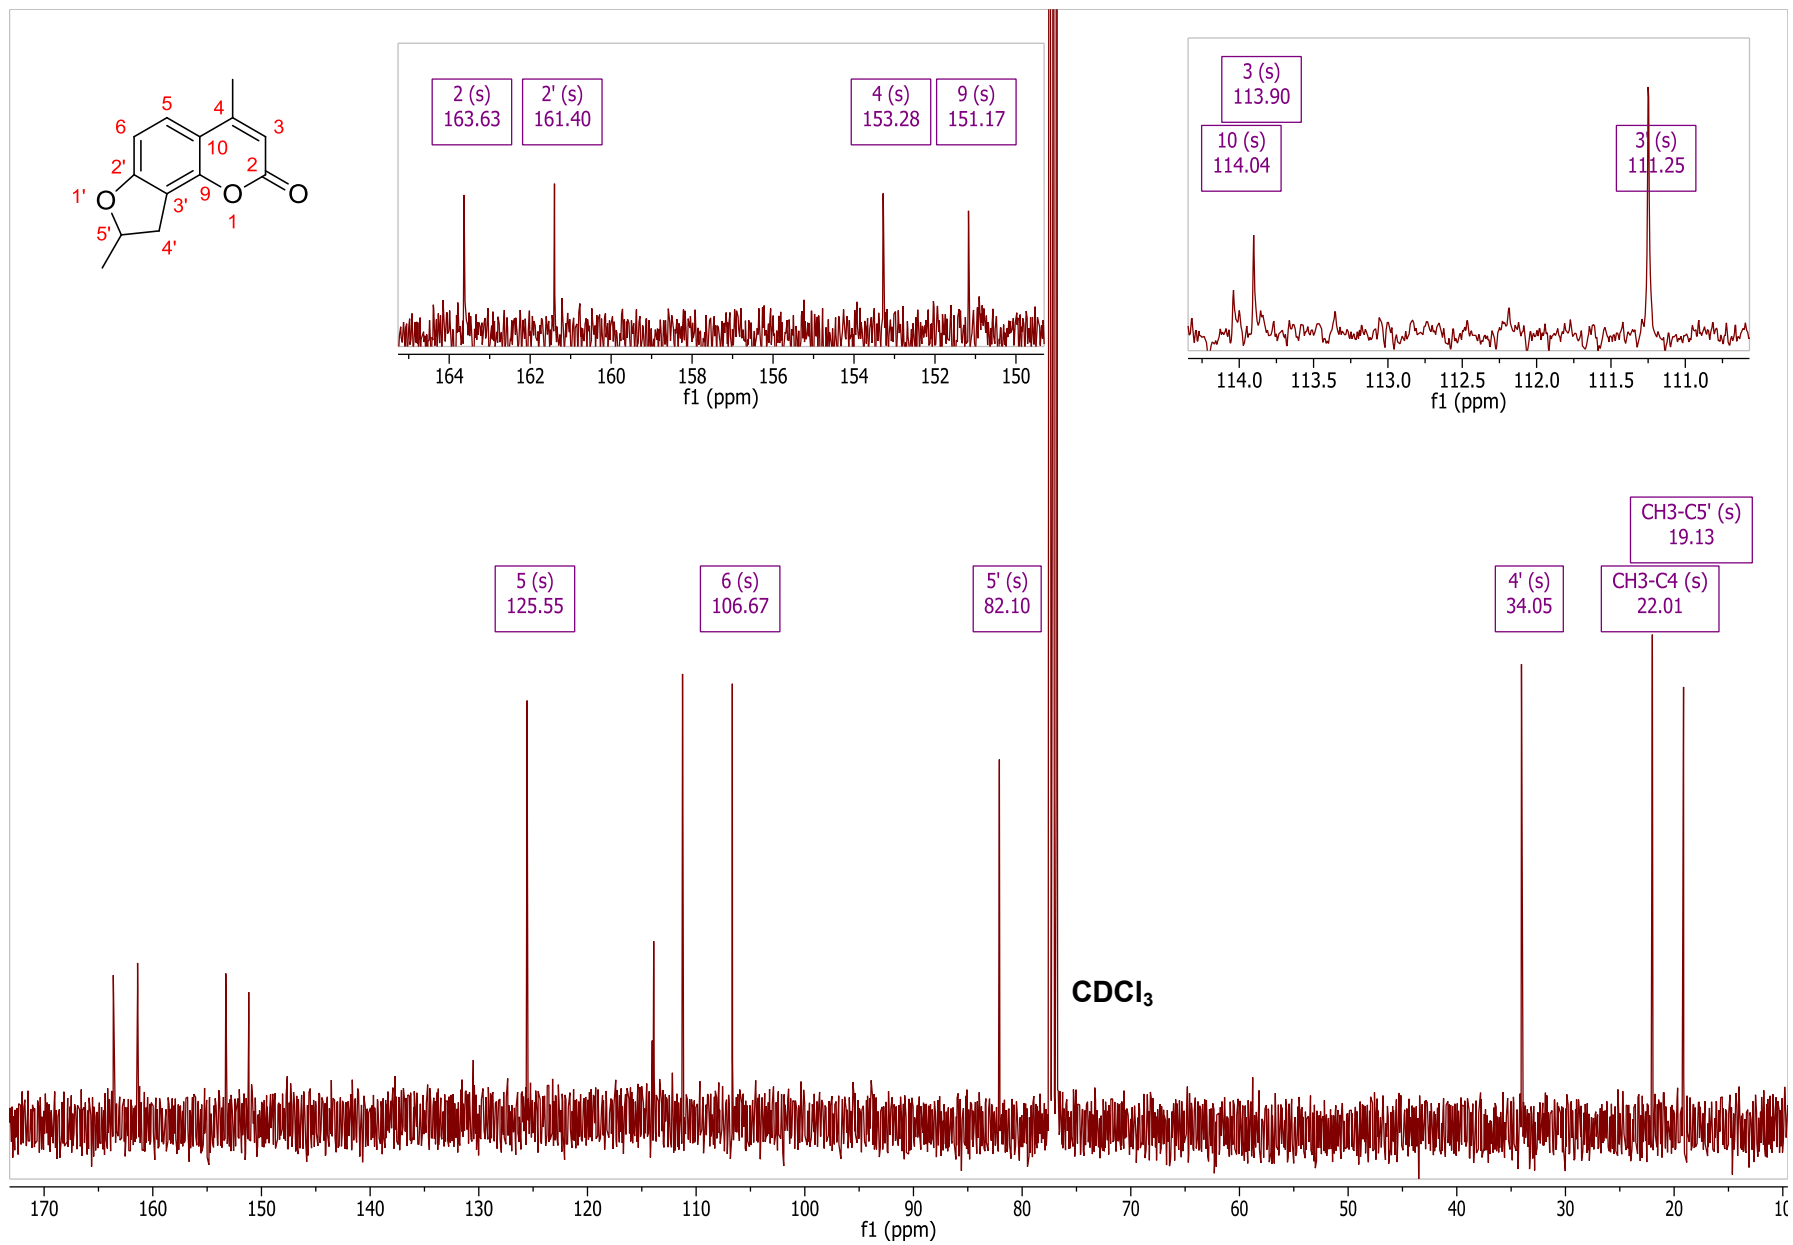 4
5
3
6
10
2
2'
9
O
1'
O
3'
O
1
5'
4'
2 (s)
163.63
2' (s)
161.40
4 (s)
153.28
9 (s)
151.17
164 162 160 158 156 154 152 150
f1 (ppm)
3 (s)
113.90
10 (s)
114.04
3' (s)
111.25
114.0 113.5 113.0 112.5 112.0 111.5 111.0
f1 (ppm)
CH3-C5' (s)
19.13
5 (s)
125.55
6 (s)
106.67
5' (s)
82.10
4' (s)
34.05
CH3-C4 (s)
22.01
CDCl₃
170 160 150 140 130 120 110 100 90 80 70 60 50 40 30 20 10
f1 (ppm)